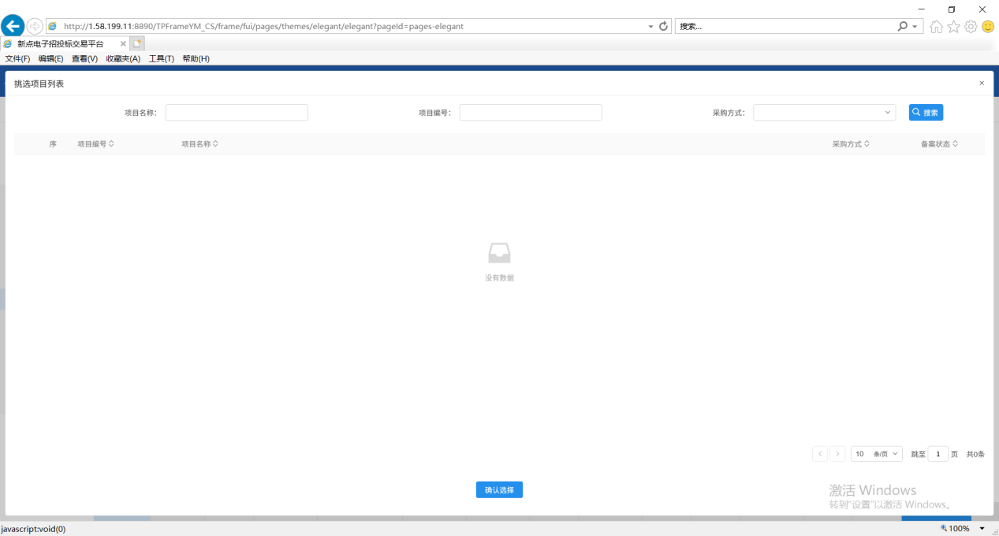 http://1.58.199.11:8890/TPFrameYM_CS/frame/fui/pages/themes/elegant/elegant?pageId=pages-elegant 搜索...
新点电子招投标交易平台
文件(F) 编辑(E) 查看(V) 收藏夹(A) 工具(T) 帮助(H)
挑选项目列表
项目名称: 项目编号: 采购方式: 搜索
序 项目编号 项目名称 采购方式 备案状态
没有数据
10 条/页 跳至 1 页 共0条
确认选择
激活 Windows
转到"设置"以激活 Windows。
javascript:void(0) 100%